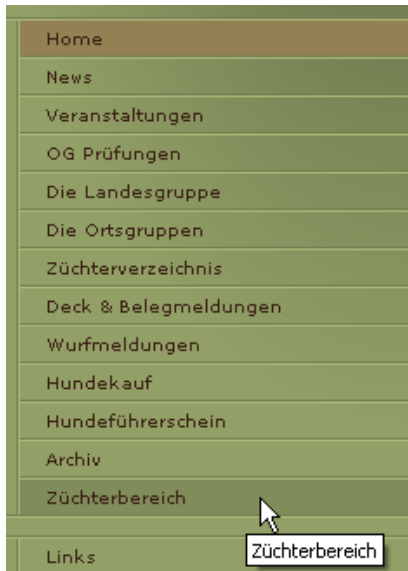 Home
News
Veranstaltungen
OG Prüfungen
Die Landesgruppe
Die Ortsgruppen
Züchterverzeichnis
Deck & Belegmeldungen
Wurfmeldungen
Hundekauf
Hundeführerschein
Archiv
Züchterbereich
Züchterbereich
Links